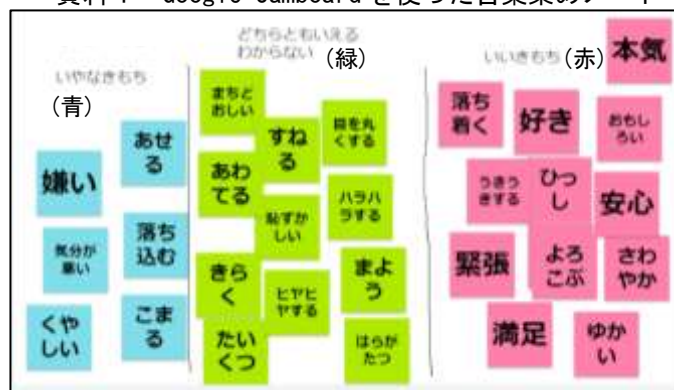 資料
Google Jamboard を使った言葉集めの
いやなきもち
(青)
嫌い
あせ
る
気分が
悪い
落ち
込む
くや
しい
こま
る
どちらともいえる
わからない
(緑)
まちど
おしい
すね
る
目を丸
くする
あわ
てる
恥ずか
しい
ハラハ
ラする
きら
く
ヒヤヒ
ヤする
まよ
う
たい
くつ
はらが
たつ
いいきもち
(赤)
本気
落ち
着く
好き
おもし
ろい
うきう
きする
ひっ
し
安心
緊張
よろ
こぶ
さわ
やか
満足
ゆか
い